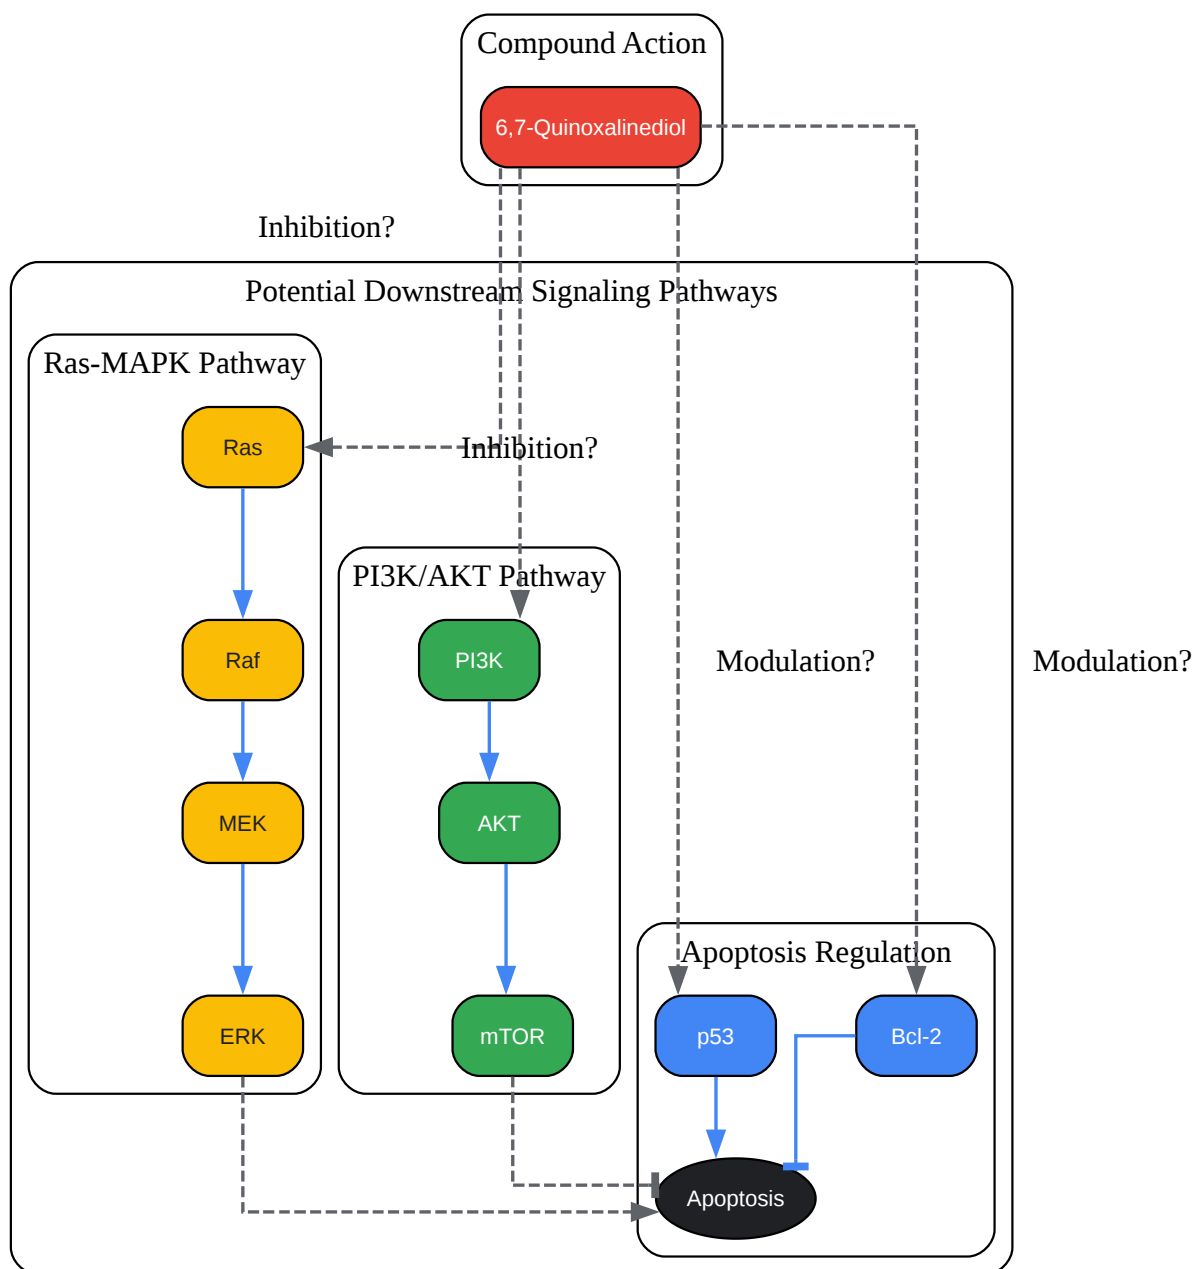 Compound Action
6,7-Quinoxalinediol
Inhibition?
Potential Downstream Signaling Pathways
Ras-MAPK Pathway
Ras
Inhibition?
PI3K/AKT Pathway
Raf
PI3K
Modulation?
Modulation?
MEK
AKT
Apoptosis Regulation
ERK
mTOR
p53
Bcl-2
Apoptosis